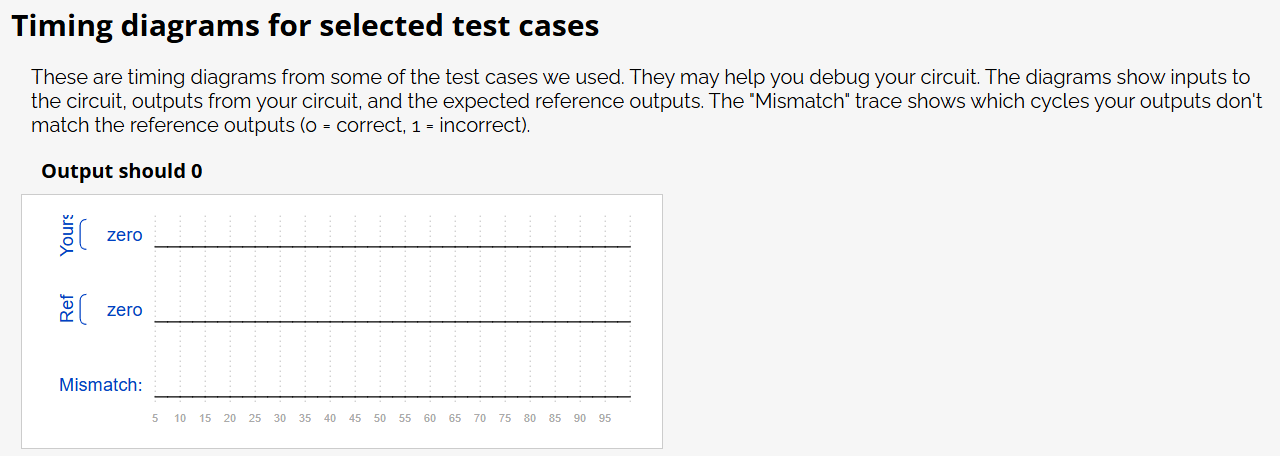 Timing diagrams for selected test cases
These are timing diagrams from some of the test cases we used. They may help you debug your circuit. The diagrams show inputs to
the circuit, outputs from your circuit, and the expected reference outputs. The "Mismatch" trace shows which cycles your outputs don't
match the reference outputs (0 = correct, 1 = incorrect).
Output should 0
Yours zero
Ref zero
Mismatch:
5 10 15 20 25 30 35 40 45 50 55 60 65 70 75 80 85 90 95